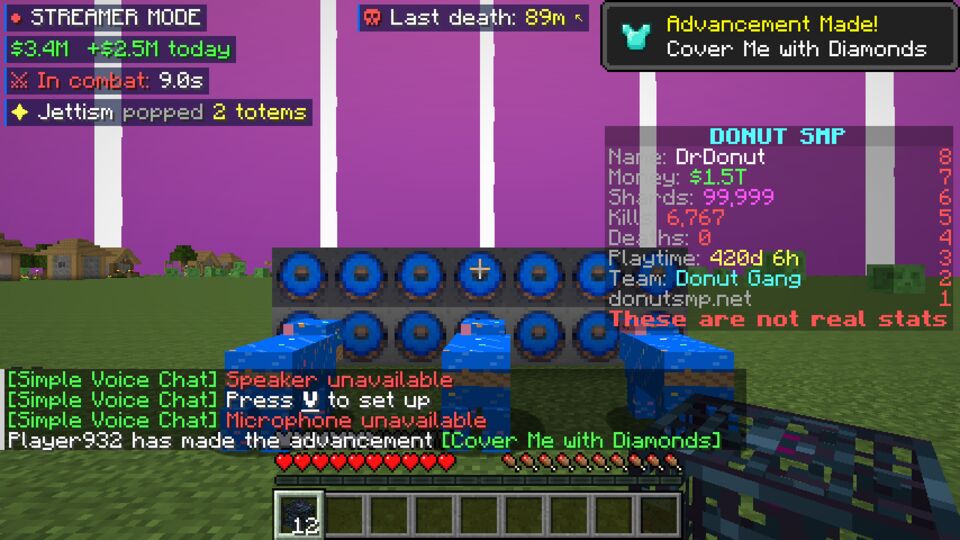 STREAMER MODE
$3.4M +$2.5M today
In combat: 9.0s
Jettism popped 2 totems
Last death: 89m
Advancement Made!
Cover Me with Diamonds
DONUT SMP
Name: DrDonut 8
Money: $1.5T 7
Shards: 99,999 6
Kills: 6,767 5
Deaths: 0 4
Playtime: 420d 6h 3
Team: Donut Gang 2
donutsmp.net 1
These are not real stats
[Simple Voice Chat] Speaker unavailable
[Simple Voice Chat] Press V to set up
[Simple Voice Chat] Microphone unavailable
Player932 has made the advancement [Cover Me with Diamonds]
12